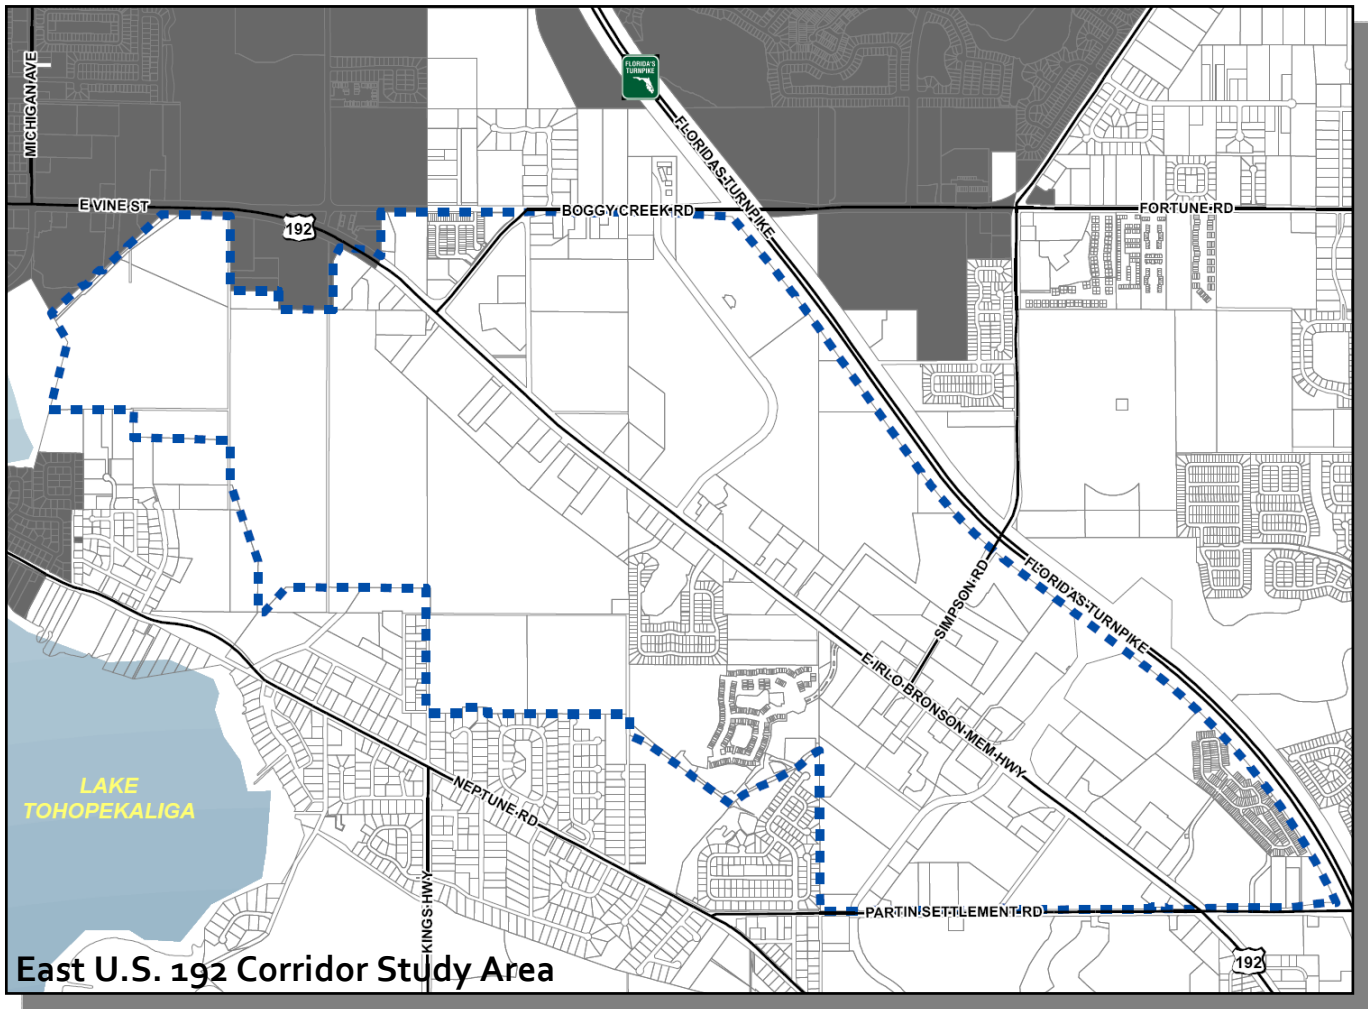 MICHIGAN AVE
FLORIDA'S
TURNPIKE
FLORIDAS-TURNPIKE
E VINE ST
192
BOGGY CREEK RD
FORTUNE RD
SIMPSON-RD
FLORIDA'S-TURNPIKE
E-IRLO-BRONSON-MEM-HWY
LAKE
TOHOPEKALIGA
NEPTUNE RD
KINGS-HWY
PARTIN SETTLEMENT RD
192
East U.S. 192 Corridor Study Area